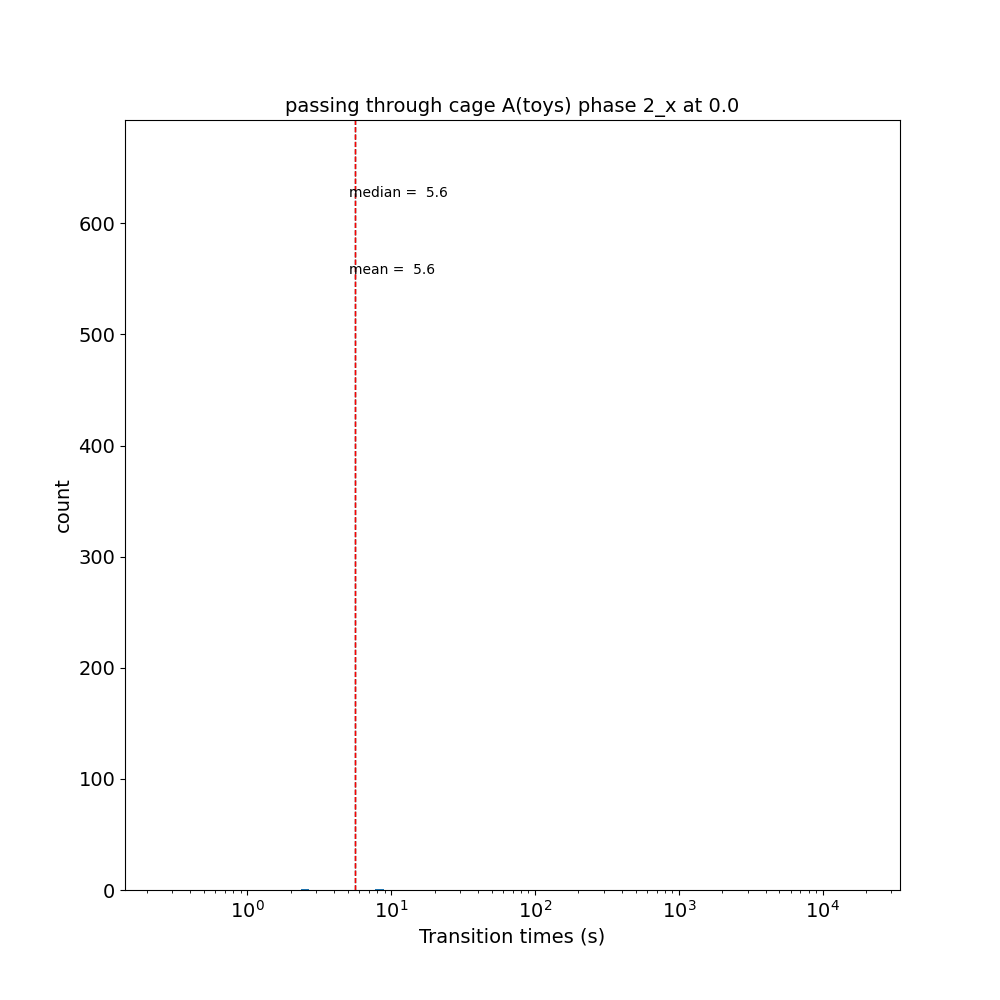 passing through cage A(toys) phase 2_x at 0.0
median =  5.6
mean =  5.6
600
500
400
300
200
100
0
count
10^0 10^1 10^2 10^3 10^4
Transition times (s)